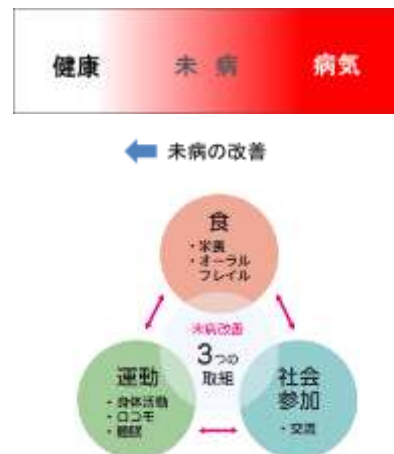 健康 未病 病気
未病の改善
食
・栄養
・オーラル
フレイル
未病改善
3つの
取組
運動
・身体活動
・ロコモ
・睡眠
社会
参加
・交流